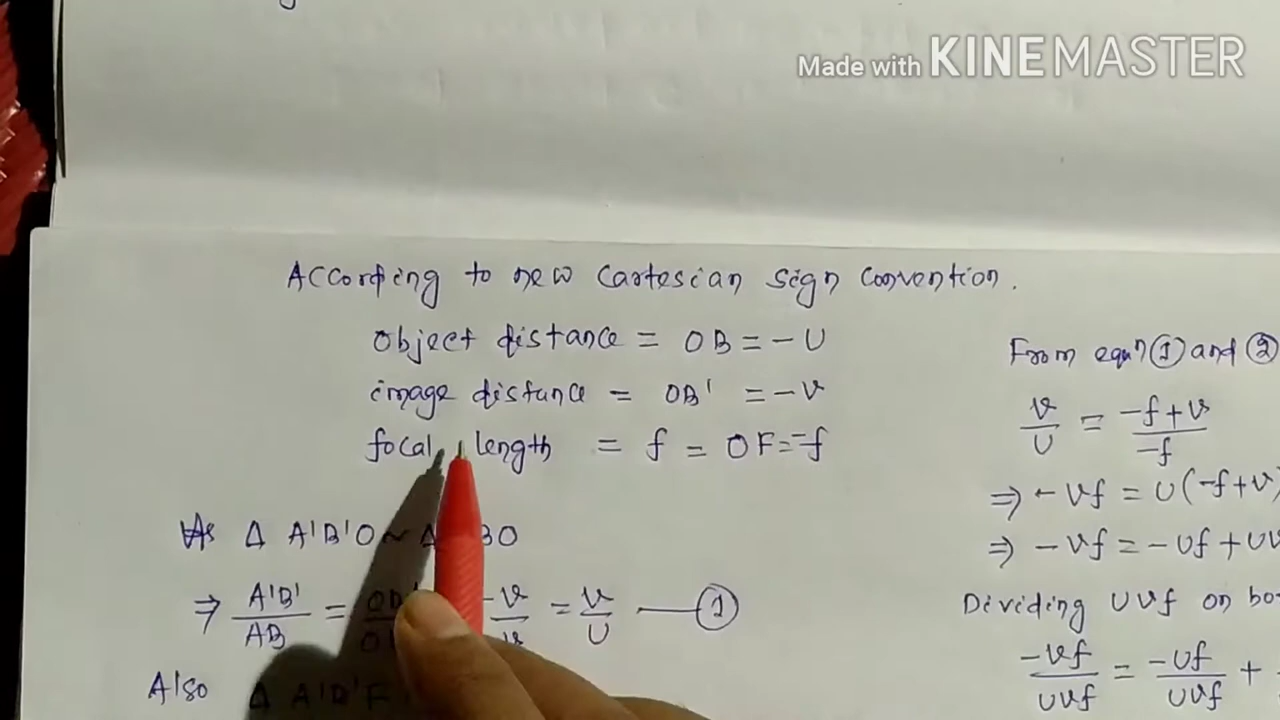 Made with KINEMASTER
According to new Cartesian sign convention.
Object distance = OB = - U
image distance = OB' = - v
focal length = f = OF = -f
As Δ A'B'O ~ Δ BO
⇒ A'B'/AB = OB'/O -v/u = v/U — ①
Also Δ A'B'F
From eqn ① and ②
v/U = -f+v/-f
⇒ - vf = U(-f+v)
⇒ - vf = - Uf + UV
Dividing UVf on bo
-vf/UVf = -Uf/UVf +